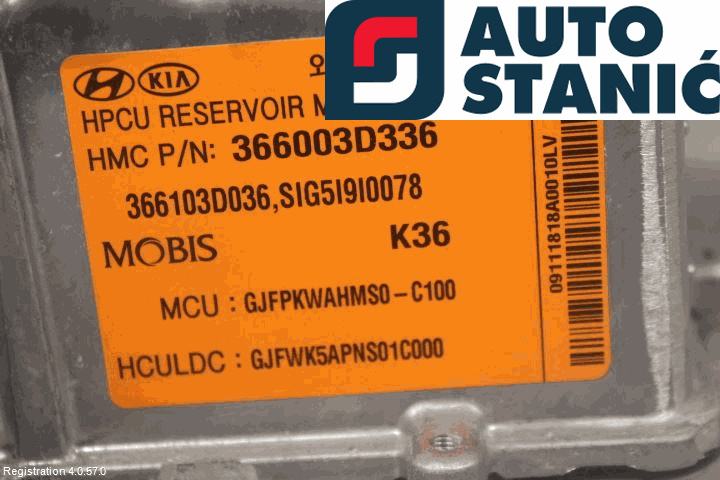 AUTO
STANIĆ
HYUNDAI KIA
HPCU RESERVOIR
HMC P/N: 366003D336
366103D036,SIG5I9I0078
MOBIS K36
MCU : GJFPKWAHMS0-C100
HCULDC : GJFWK5APNS01C000
09111818A0010LV
Registration 4.0.57.0